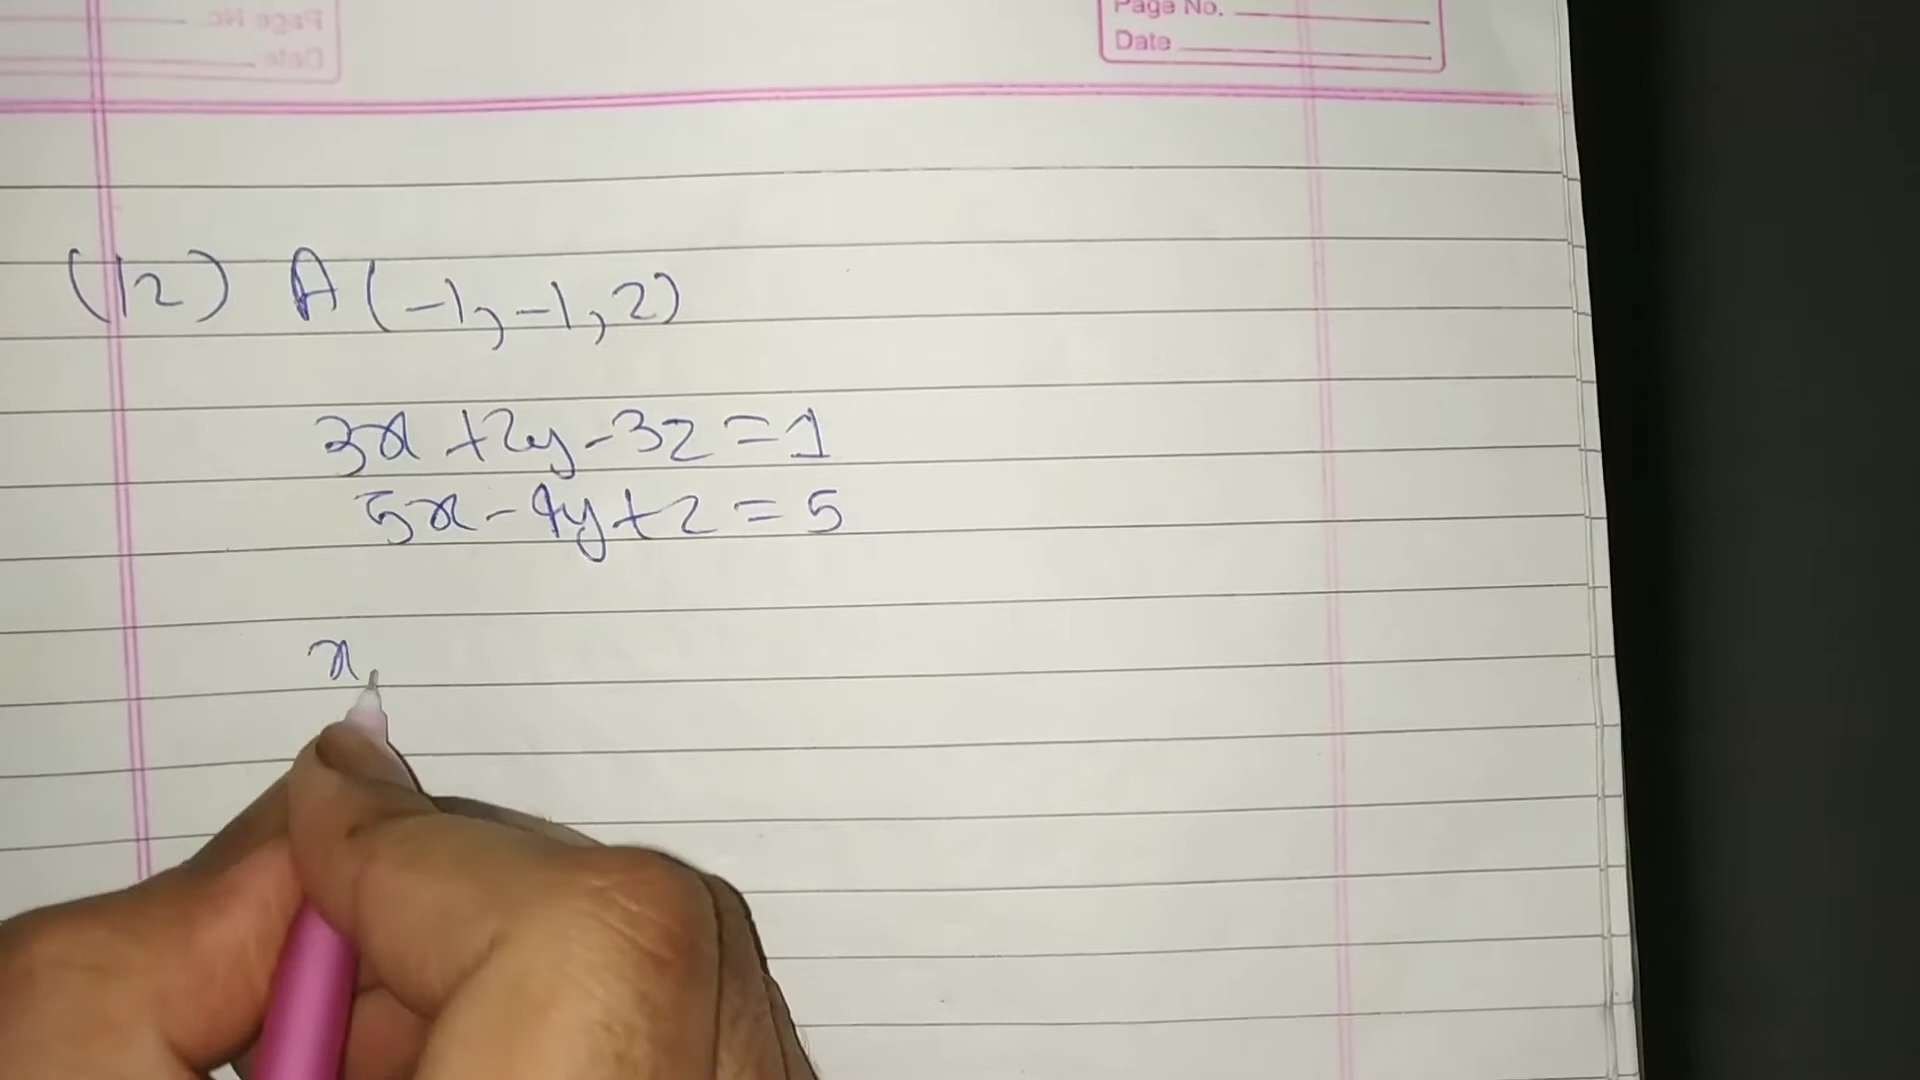 Page No.
Date
(12) A(-1, -1, 2)
3x+2y-3z=1
5x-4y+z=5
x